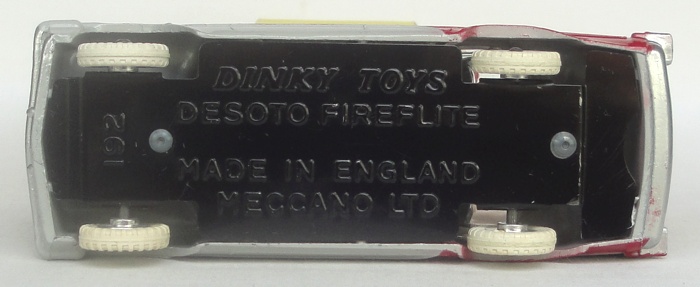 DINKY TOYS
DESOTO FIREFLITE
MADE IN ENGLAND
MECCANO LTD
192